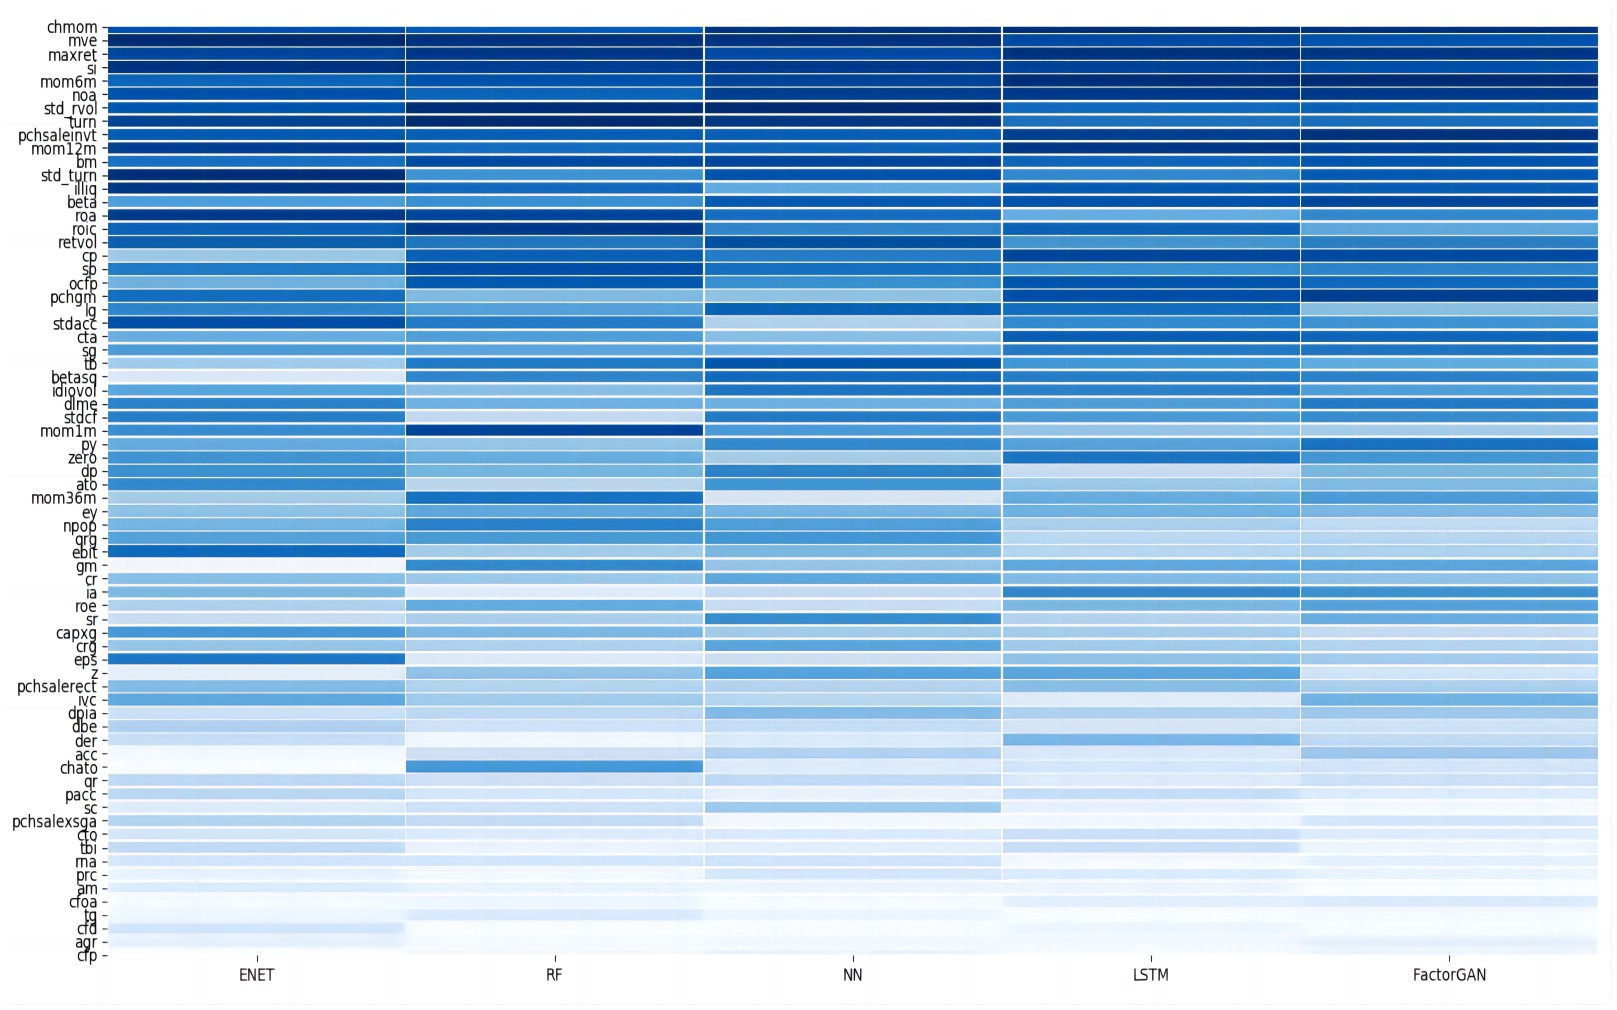 chmom
mve
maxret
si
mom6m
noa
std_rvol
turn
pchsaleinvt
mom12m
bm
std_turn
illiq
beta
roa
roic
retvol
cp
sp
ocfp
pchgm
lg
stdacc
cta
sg
tb
betasq
idiovol
dlme
stdcf
mom1m
py
zero
dp
ato
mom36m
ey
npop
grg
ebit
gm
cr
ia
roe
sr
capxg
crg
eps
z
pchsalerect
ivc
dpia
dbe
der
acc
chato
qr
pacc
sc
pchsalexsga
cto
tbi
rna
prc
am
cfoa
tg
cfd
agr
cfp
ENET
RF
NN
LSTM
FactorGAN